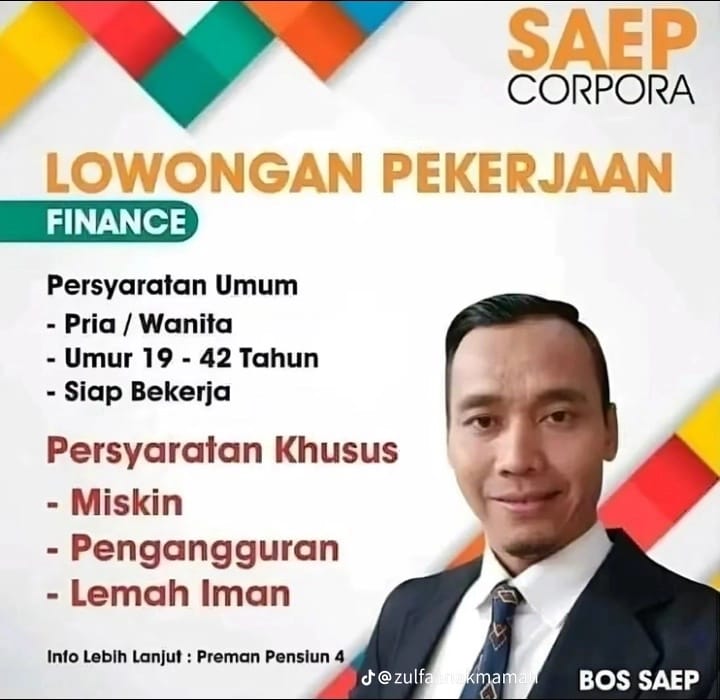 SAEP
CORPORA
LOWONGAN PEKERJAAN
FINANCE
Persyaratan Umum
- Pria / Wanita
- Umur 19 - 42 Tahun
- Siap Bekerja
Persyaratan Khusus
- Miskin
- Pengangguran
- Lemah Iman
Info Lebih Lanjut : Preman Pensiun 4
BOS SAEP